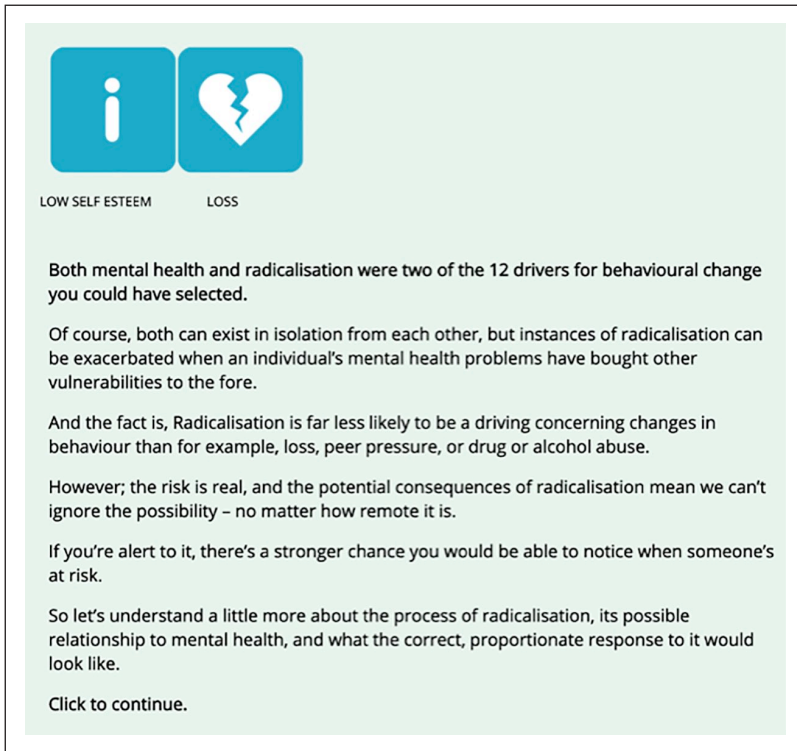 i
LOW SELF ESTEEM LOSS
Both mental health and radicalisation were two of the 12 drivers for behavioural change
you could have selected.
Of course, both can exist in isolation from each other, but instances of radicalisation can
be exacerbated when an individual's mental health problems have bought other
vulnerabilities to the fore.
And the fact is, Radicalisation is far less likely to be a driving concerning changes in
behaviour than for example, loss, peer pressure, or drug or alcohol abuse.
However; the risk is real, and the potential consequences of radicalisation mean we can't
ignore the possibility – no matter how remote it is.
If you're alert to it, there's a stronger chance you would be able to notice when someone's
at risk.
So let's understand a little more about the process of radicalisation, its possible
relationship to mental health, and what the correct, proportionate response to it would
look like.
Click to continue.